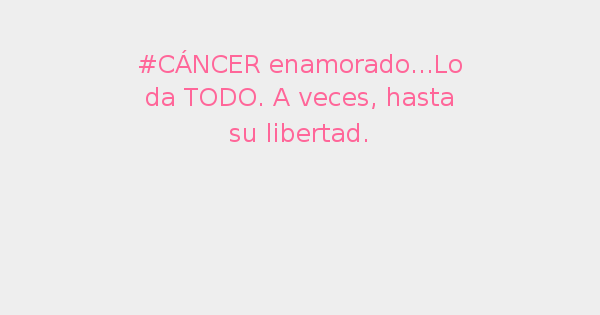 #CÁNCER enamorado...Lo
da TODO. A veces, hasta
su libertad.